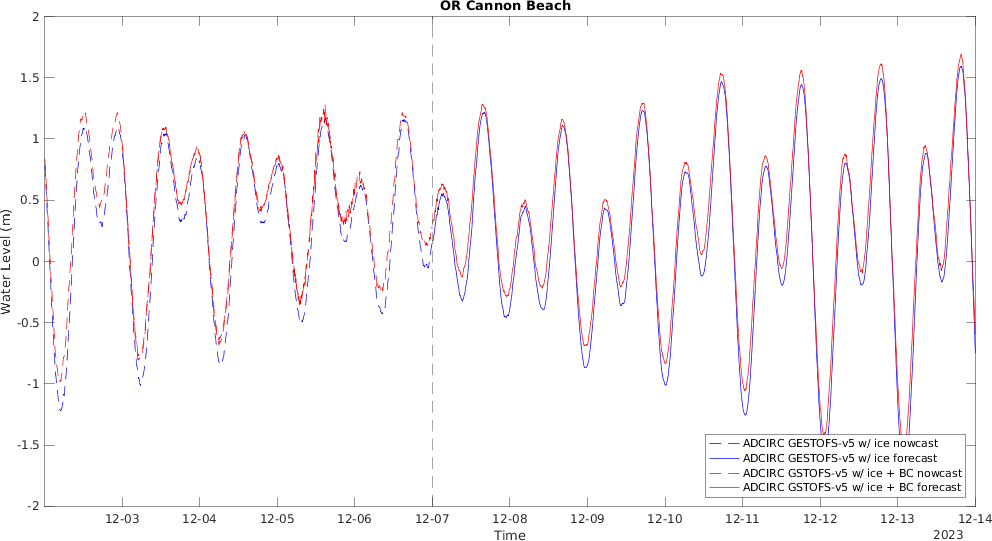 OR Cannon Beach
2
1.5
1
0.5
0
-0.5
-1
-1.5
-2
Water Level (m)
ADCIRC GESTOFS-v5 w/ ice nowcast
ADCIRC GESTOFS-v5 w/ ice forecast
ADCIRC GSTOFS-v5 w/ ice + BC nowcast
ADCIRC GSTOFS-v5 w/ ice + BC forecast
12-03 12-04 12-05 12-06 12-07 12-08 12-09 12-10 12-11 12-12 12-13 12-14
Time
2023